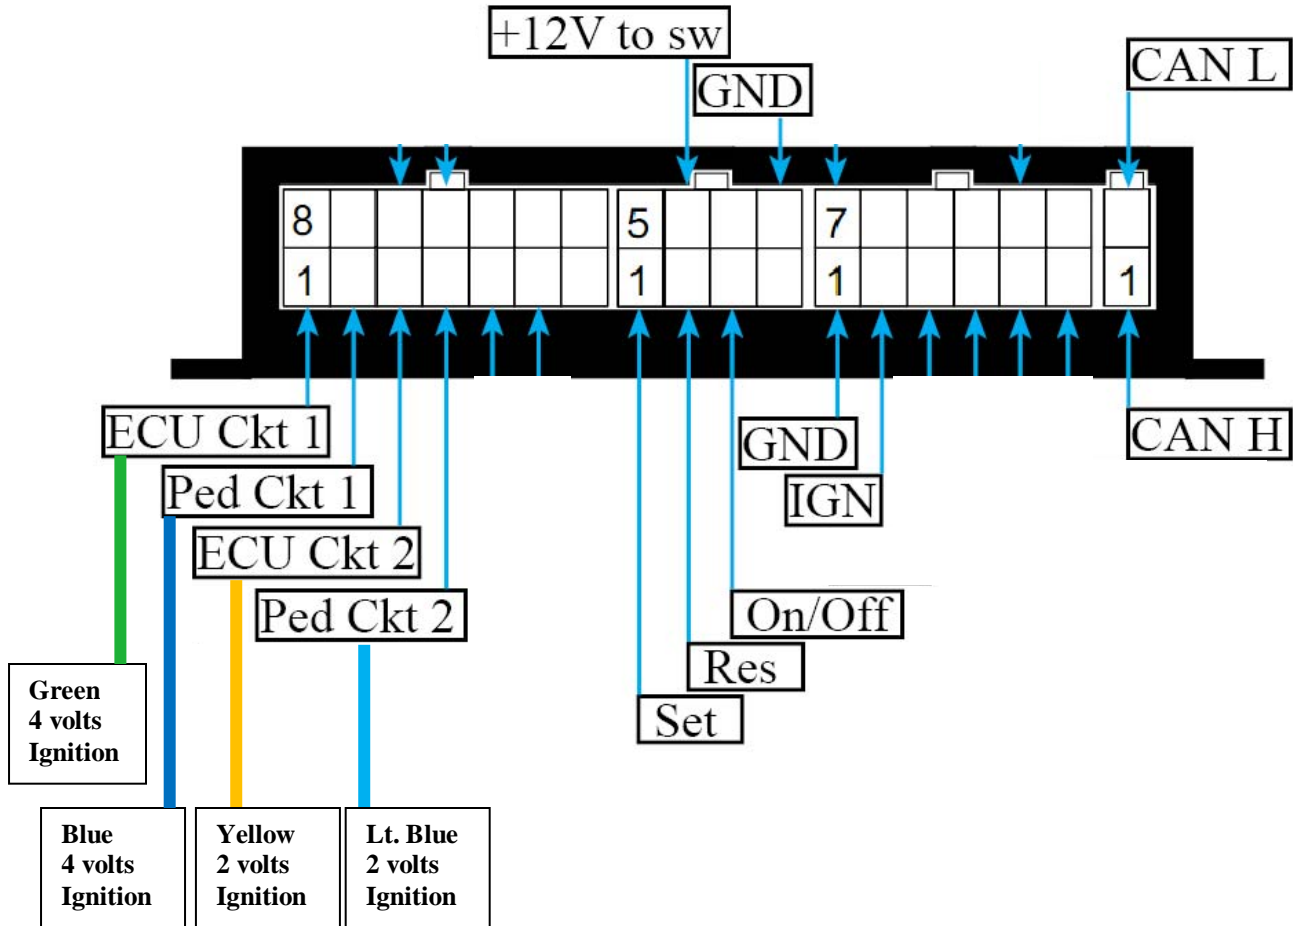 +12V to sw
GND
CAN L
8
5
7
1
1
1
1
ECU Ckt 1
Ped Ckt 1
ECU Ckt 2
Ped Ckt 2
GND
IGN
CAN H
On/Off
Res
Set
Green
4 volts
Ignition
Blue
4 volts
Ignition
Yellow
2 volts
Ignition
Lt. Blue
2 volts
Ignition